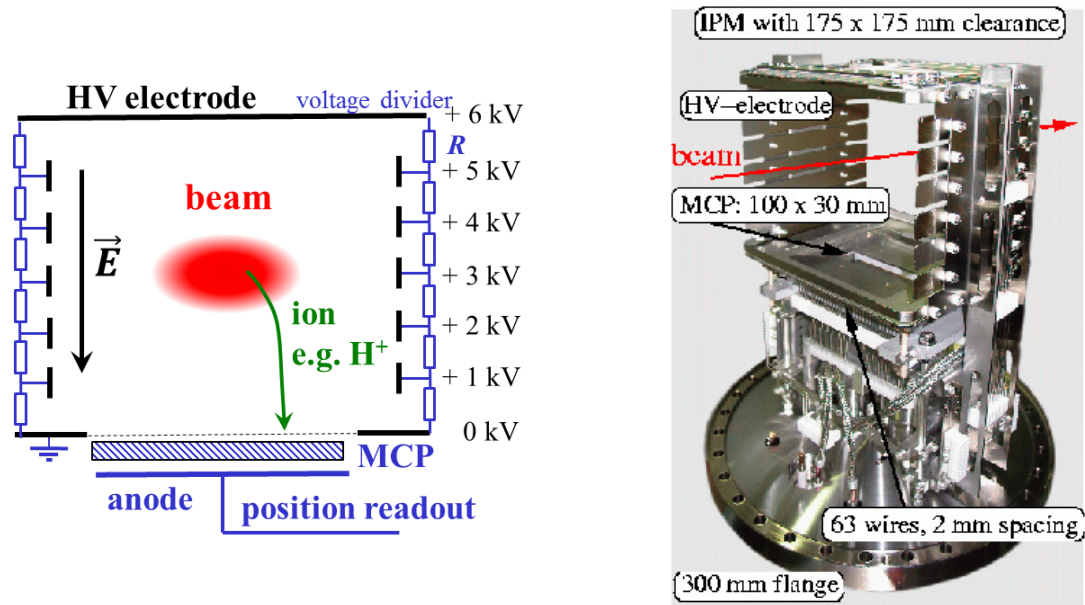 HV electrode
voltage divider
+ 6 kV
R
+ 5 kV
beam
+ 4 kV
E
+ 3 kV
ion
e.g. H⁺
+ 2 kV
+ 1 kV
0 kV
MCP
anode
position readout
IPM with 175 x 175 mm clearance
HV–electrode
beam
MCP: 100 x 30 mm
63 wires, 2 mm spacing
300 mm flange